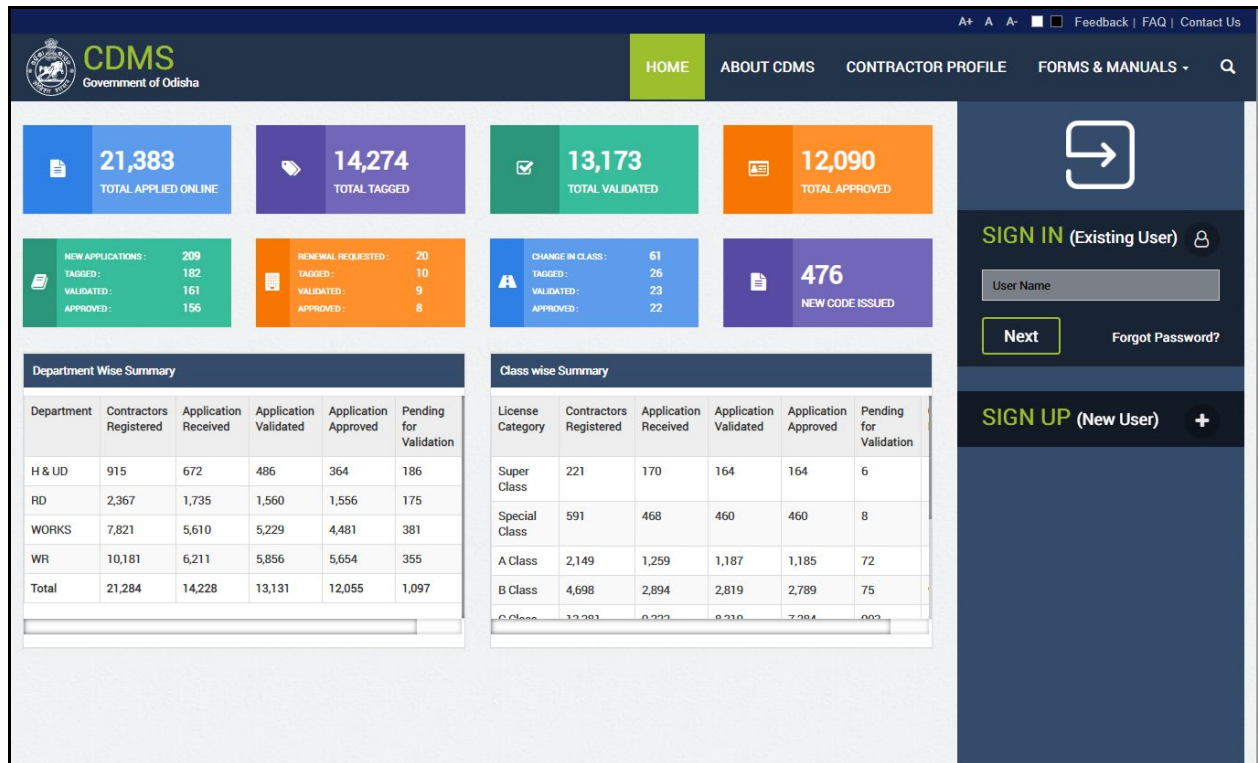 A+ A A- Feedback | FAQ | Contact Us
CDMS
Government of Odisha
HOME ABOUT CDMS CONTRACTOR PROFILE FORMS & MANUALS
21,383
TOTAL APPLIED ONLINE
14,274
TOTAL TAGGED
13,173
TOTAL VALIDATED
12,090
TOTAL APPROVED
NEW APPLICATIONS : 209
TAGGED : 182
VALIDATED : 161
APPROVED : 156
RENEWAL REQUESTED : 20
TAGGED : 10
VALIDATED : 9
APPROVED : 8
CHANGE IN CLASS : 61
TAGGED : 26
VALIDATED : 23
APPROVED : 22
476
NEW CODE ISSUED
Department Wise Summary
Department Contractors Registered Application Received Application Validated Application Approved Pending for Validation
H & UD 915 672 486 364 186
RD 2,367 1,735 1,560 1,556 175
WORKS 7,821 5,610 5,229 4,481 381
WR 10,181 6,211 5,856 5,654 355
Total 21,284 14,228 13,131 12,055 1,097
Class wise Summary
License Category Contractors Registered Application Received Application Validated Application Approved Pending for Validation
Super Class 221 170 164 164 6
Special Class 591 468 460 460 8
A Class 2,149 1,259 1,187 1,185 72
B Class 4,698 2,894 2,819 2,789 75
SIGN IN (Existing User)
User Name
Next Forgot Password?
SIGN UP (New User) +